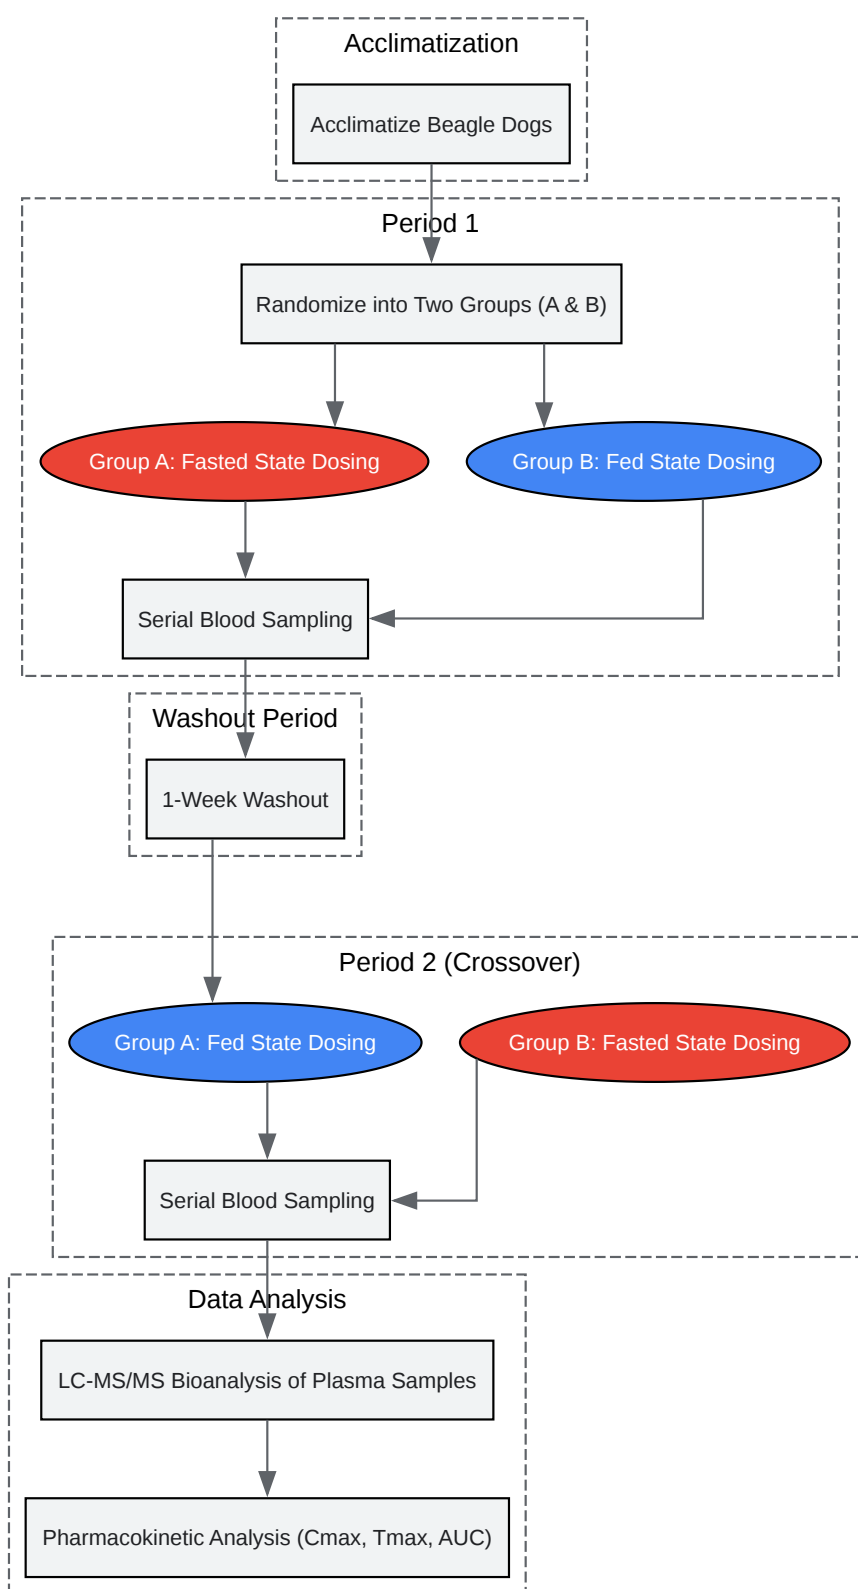 Acclimatization
Acclimatize Beagle Dogs
Period 1
Randomize into Two Groups (A & B)
Group A: Fasted State Dosing
Group B: Fed State Dosing
Serial Blood Sampling
Washout Period
1-Week Washout
Period 2 (Crossover)
Group A: Fed State Dosing
Group B: Fasted State Dosing
Serial Blood Sampling
Data Analysis
LC-MS/MS Bioanalysis of Plasma Samples
Pharmacokinetic Analysis (Cmax, Tmax, AUC)